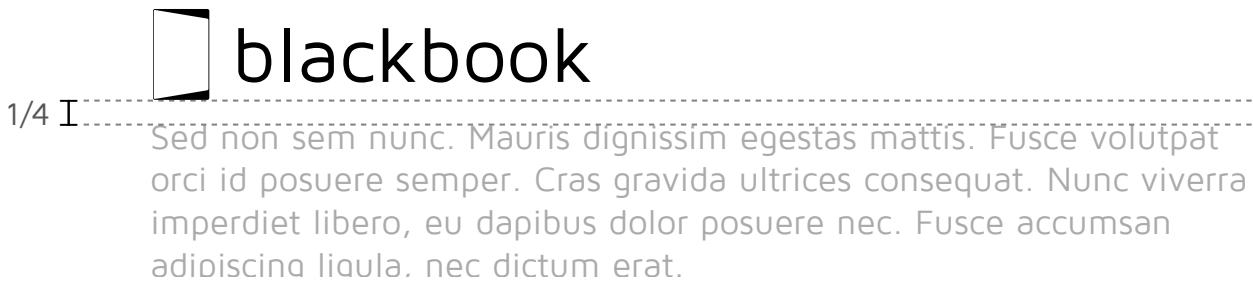 blackbook
1/4
Sed non sem nunc. Mauris dignissim egestas mattis. Fusce volutpat
orci id posuere semper. Cras gravida ultrices consequat. Nunc viverra
imperdiet libero, eu dapibus dolor posuere nec. Fusce accumsan
adipiscing ligula, nec dictum erat.